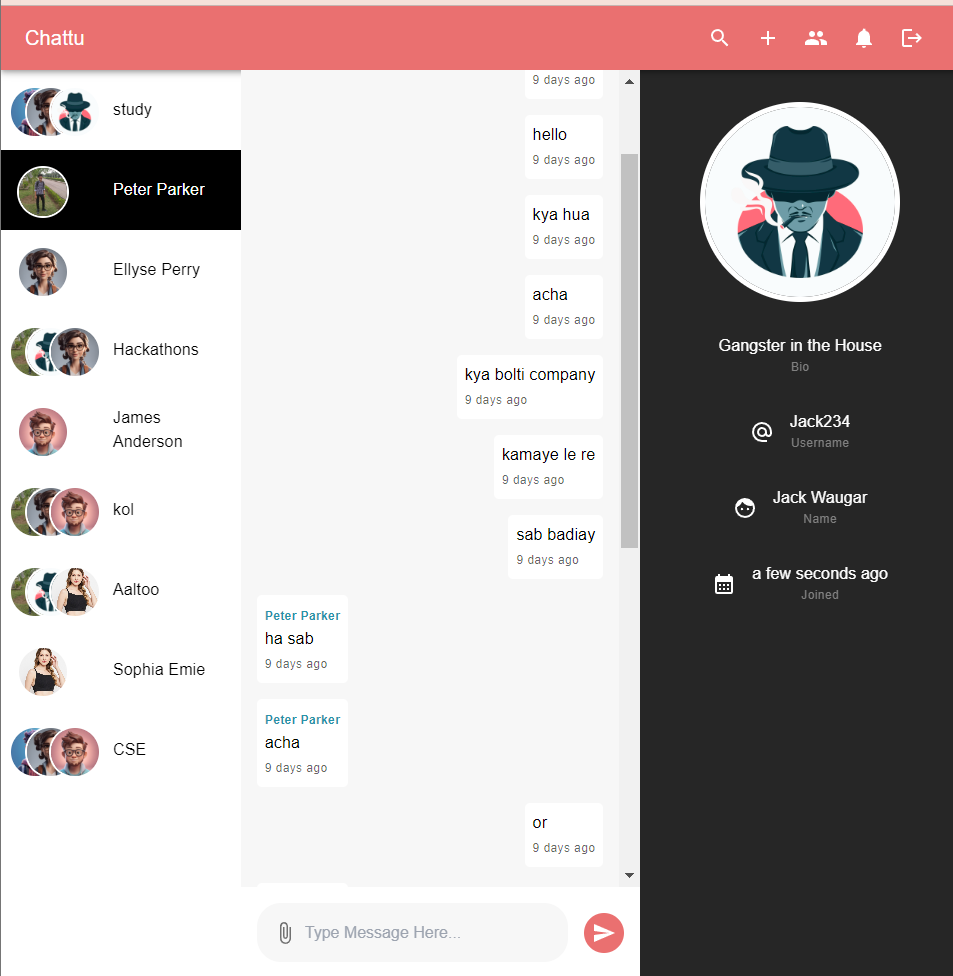 Chattu
study
Peter Parker
Ellyse Perry
Hackathons
James
Anderson
kol
Aaltoo
Sophia Emie
CSE
9 days ago
hello
9 days ago
kya hua
9 days ago
acha
9 days ago
kya bolti company
9 days ago
kamaye le re
9 days ago
sab badiay
9 days ago
Peter Parker
ha sab
9 days ago
Peter Parker
acha
9 days ago
or
9 days ago
Type Message Here...
Gangster in the House
Bio
Jack234
Username
Jack Waugar
Name
a few seconds ago
Joined